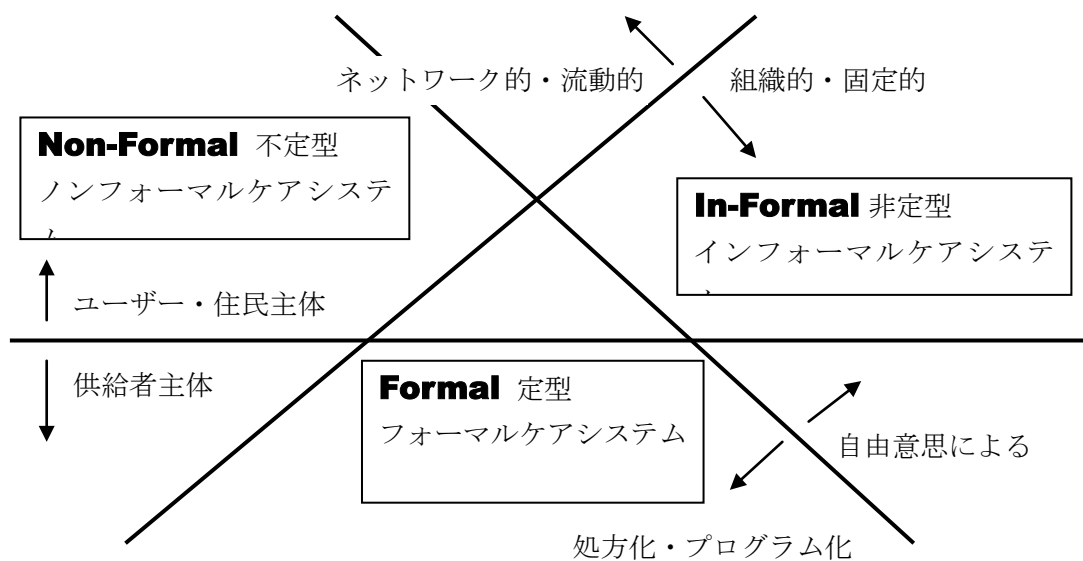 ネットワーク的・流動的
組織的・固定的
Non-Formal 不定型
ノンフォーマルケアシステ
In-Formal 非定型
インフォーマルケアシステ
ユーザー・住民主体
供給者主体
Formal 定型
フォーマルケアシステム
自由意思による
処方化・プログラム化